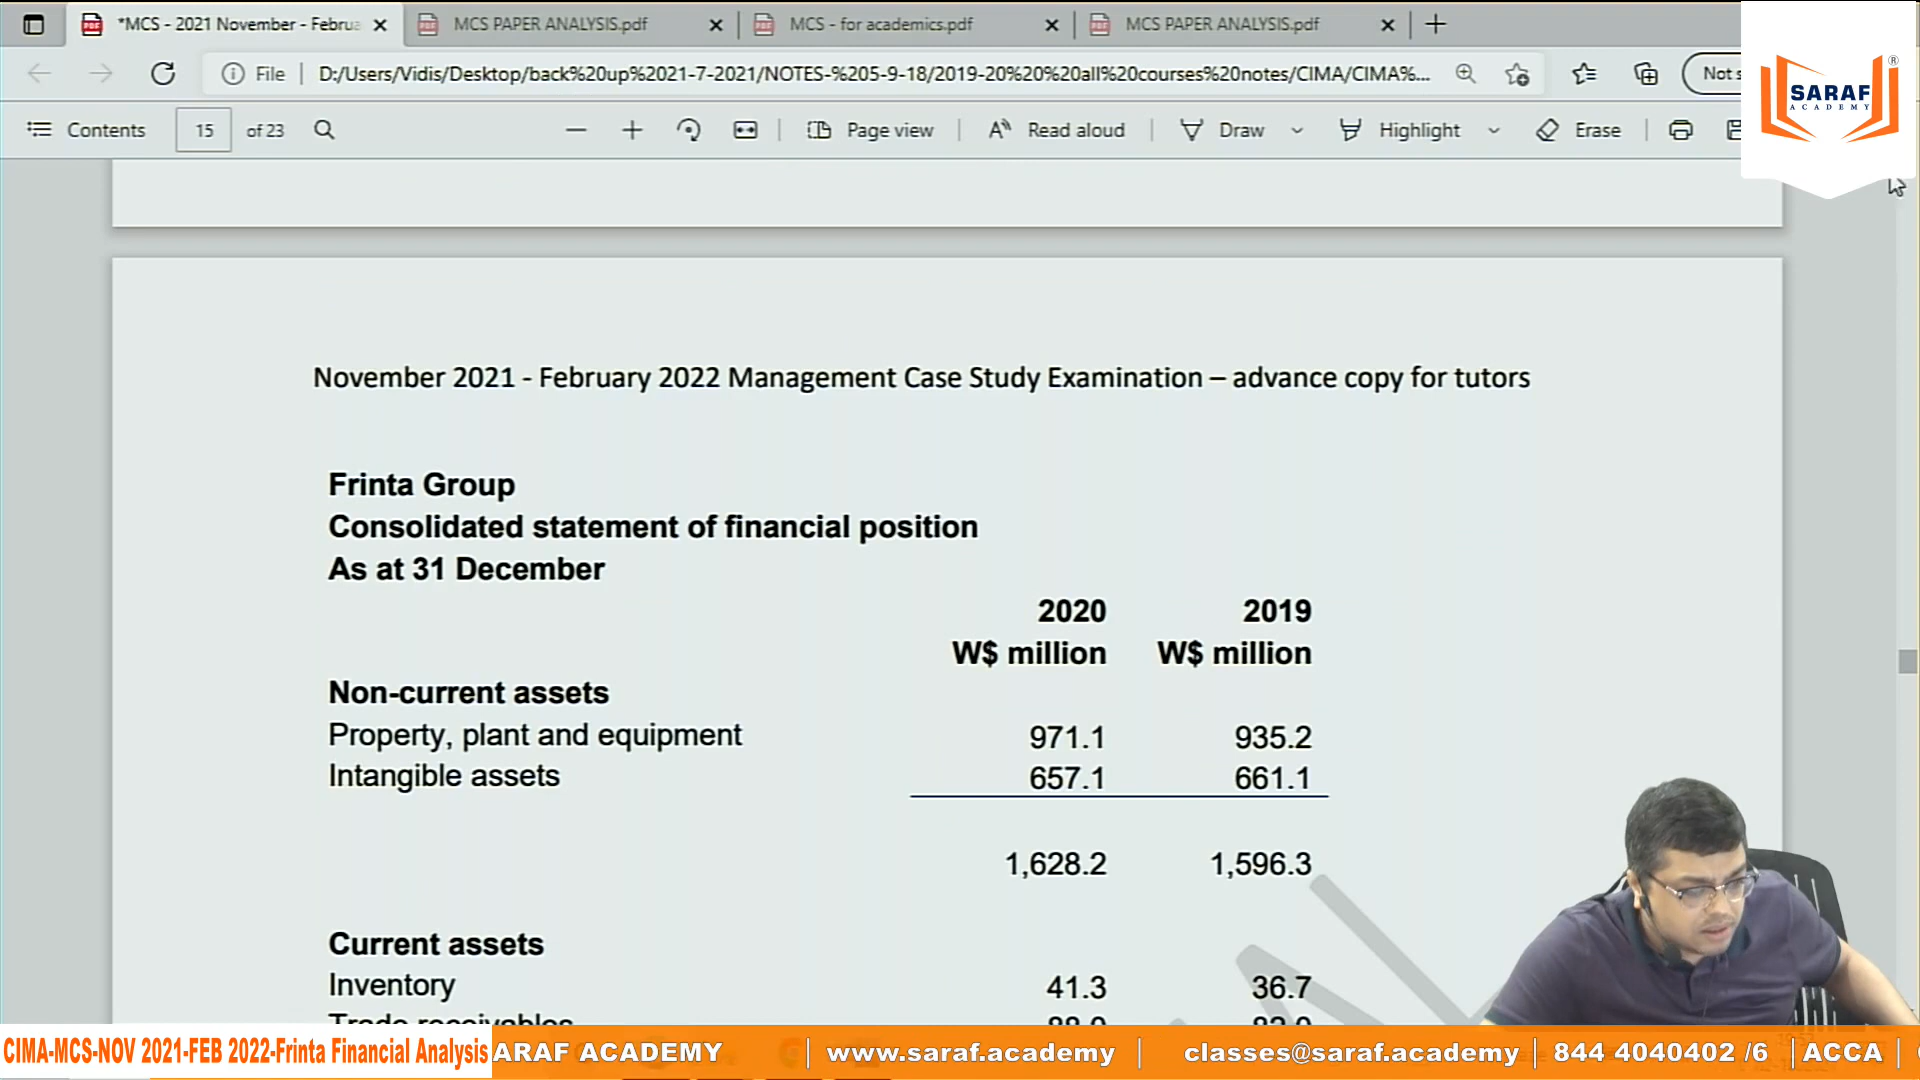 *MCS - 2021 November - Februa
MCS PAPER ANALYSIS.pdf
MCS - for academics.pdf
MCS PAPER ANALYSIS.pdf
File
D:/Users/Vidis/Desktop/back%20up%2021-7-2021/NOTES-%205-9-18/2019-20%20%20all%20courses%20notes/CIMA/CIMA%...
Not s
SARAF
ACADEMY
®
Contents
15 of 23
Page view
Read aloud
Draw
Highlight
Erase
November 2021 - February 2022 Management Case Study Examination – advance copy for tutors
Frinta Group
Consolidated statement of financial position
As at 31 December
2020 2019
W$ million W$ million
Non-current assets
Property, plant and equipment 971.1 935.2
Intangible assets 657.1 661.1
1,628.2 1,596.3
Current assets
Inventory 41.3 36.7
Trade receivables
CIMA-MCS-NOV 2021-FEB 2022-Frinta Financial Analysis
ARAF ACADEMY | www.saraf.academy | classes@saraf.academy | 844 4040402 /6 | ACCA |